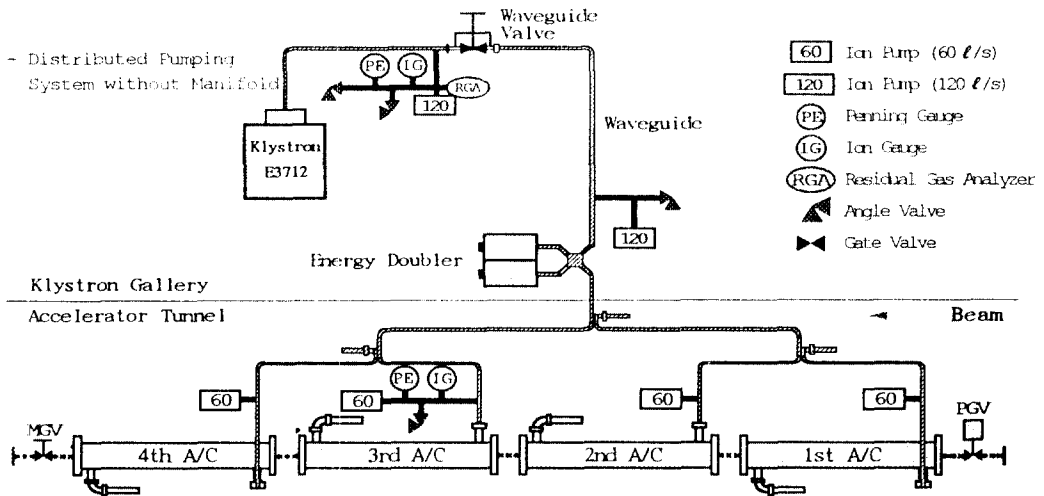 Waveguide
Valve
- Distributed Pumping
System without Manifold
PE
IG
RGA
120
Klystron
E3712
Waveguide
60 Ion Pump (60 ℓ/s)
120 Ion Pump (120 ℓ/s)
PE Penning Gauge
IG Ion Gauge
RGA Residual Gas Analyzer
Angle Valve
Gate Valve
120
Energy Doubler
Klystron Gallery
Accelerator Tunnel
Beam
PE
IG
60
60
60
60
MGV
PGV
4th A/C
3rd A/C
2nd A/C
1st A/C